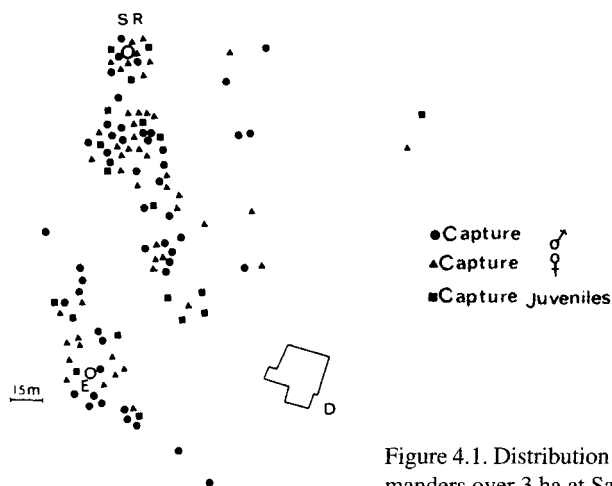 SR
● Capture ♂
▲ Capture ♀
■ Capture Juveniles
E
15m
D
Figure 4.1. Distribution
manders over 3 ha at Sa